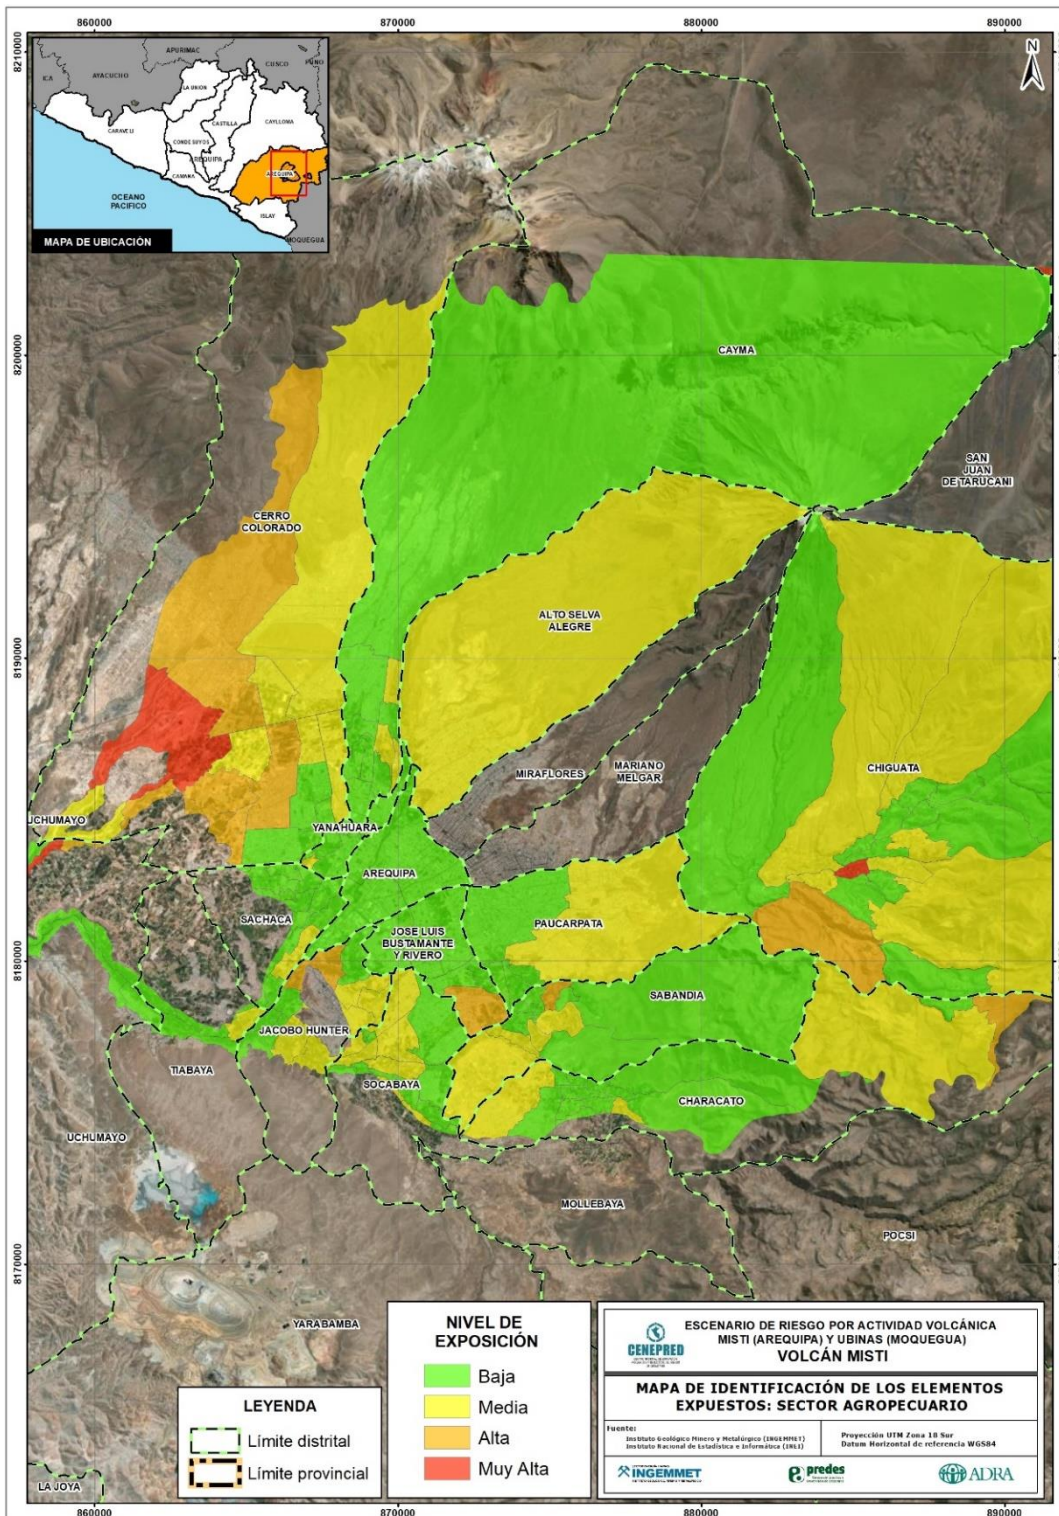 860000
870000
880000
890000
8210000
8200000
8190000
8180000
8170000
N
APURIMAC
CUSCO
PUNO
ICA
AYACUCHO
LA UNION
CASTILLA
CARAVELI
CAYLLOMA
CONDESUYOS
AREQUIPA
CAMANA
AREQUIPA
OCEANO
PACIFICO
ISLAY
MOQUEGUA
MAPA DE UBICACIÓN
CAYMA
SAN
JUAN
DE TARUCANI
CERRO
COLORADO
ALTO SELVA
ALEGRE
CHIGUATA
MIRAFLORES
MARIANO
MELGAR
UCHUMAYO
YANAHUARA
AREQUIPA
SACHACA
PAUCARPATA
JOSE LUIS
BUSTAMANTE
Y RIVERO
SABANDIA
JACOBO HUNTER
TIABAYA
SOCABAYA
CHARACATO
UCHUMAYO
MOLLEBAYA
POCSI
YARABAMBA
LA JOYA
LEYENDA
Límite distrital
Límite provincial
NIVEL DE
EXPOSICIÓN
Baja
Media
Alta
Muy Alta
CENEPRED
ESCENARIO DE RIESGO POR ACTIVIDAD VOLCÁNICA
MISTI (AREQUIPA) Y UBINAS (MOQUEGUA)
VOLCÁN MISTI
MAPA DE IDENTIFICACIÓN DE LOS ELEMENTOS
EXPUESTOS: SECTOR AGROPECUARIO
Fuente:
Instituto Geológico Minero y Metalúrgico (INGEMMET)
Instituto Nacional de Estadística e Informática (INEI)
Proyección UTM Zona 18 Sur
Datum Horizontal de referencia WGS84
INGEMMET
predes
ADRA
860000
870000
880000
890000